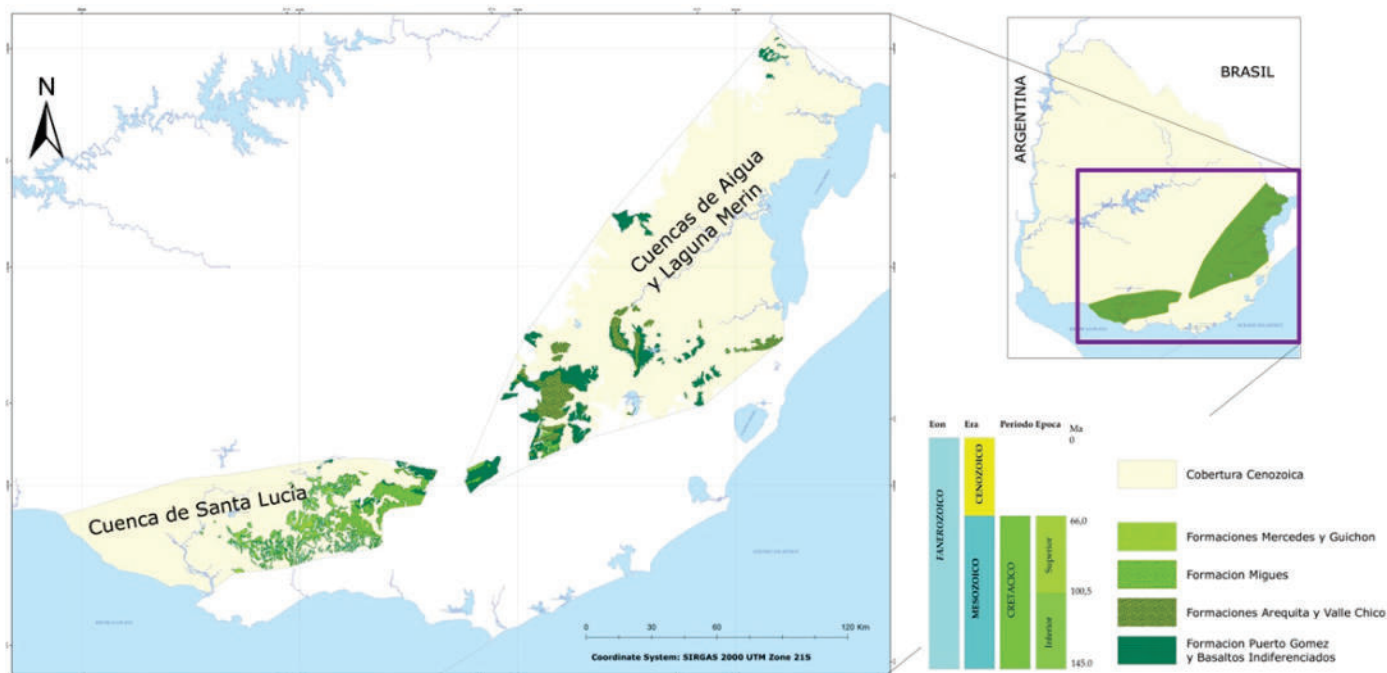 N
Cuencas de Aigua
y Laguna Merin
Cuenca de Santa Lucia
0 30 60 120 Km
Coordinate System: SIRGAS 2000 UTM Zone 21S
BRASIL
ARGENTINA
Eon Era Periodo Epoca Ma
0
FANEROZOICO
CENOZOICO
66,0
MESOZOICO
CRETACICO
Superior
100,5
Inferior
145.0
Cobertura Cenozoica
Formaciones Mercedes y Guichon
Formacion Migues
Formaciones Arequita y Valle Chico
Formacion Puerto Gomez
y Basaltos Indiferenciados